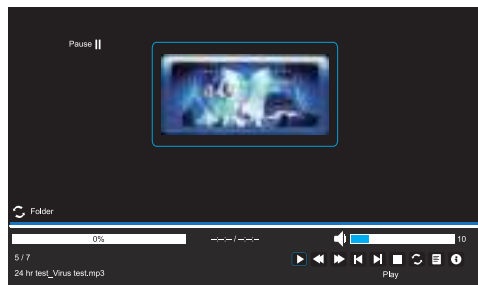 Pause
Folder
0%
--:--:-- / --:--:--
10
5 / 7
24 hr test_Virus test.mp3
Play